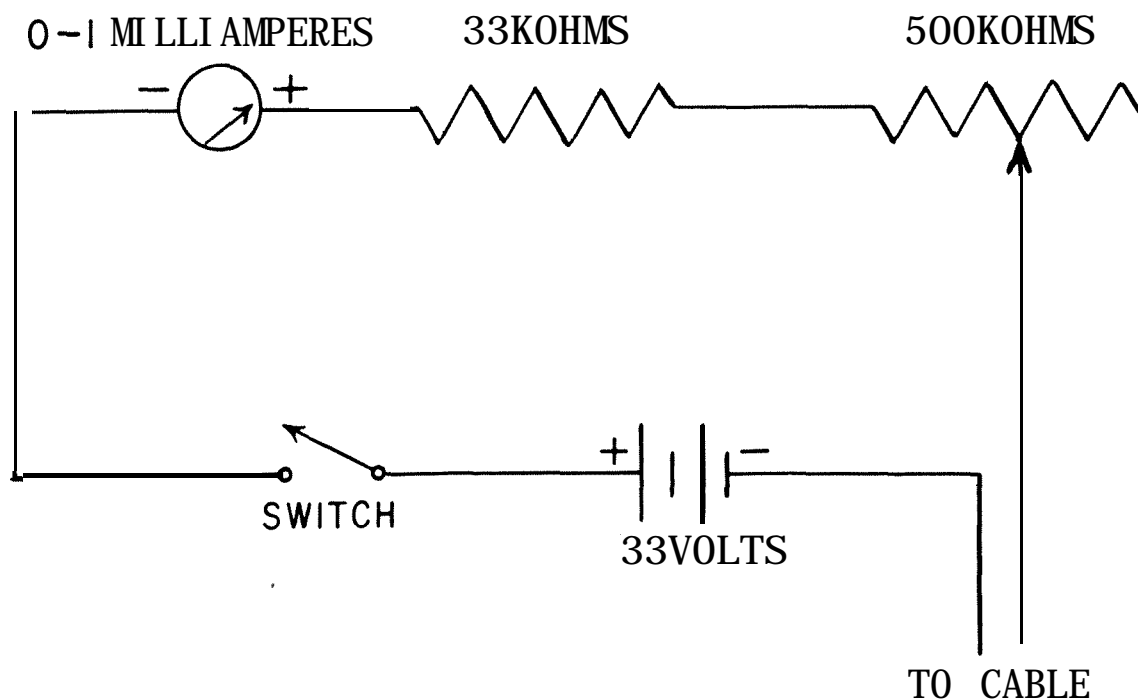 0-1 MILLIAMPERES 33KOHMS 500KOHMS
- +
+ -
SWITCH
33VOLTS
TO CABLE